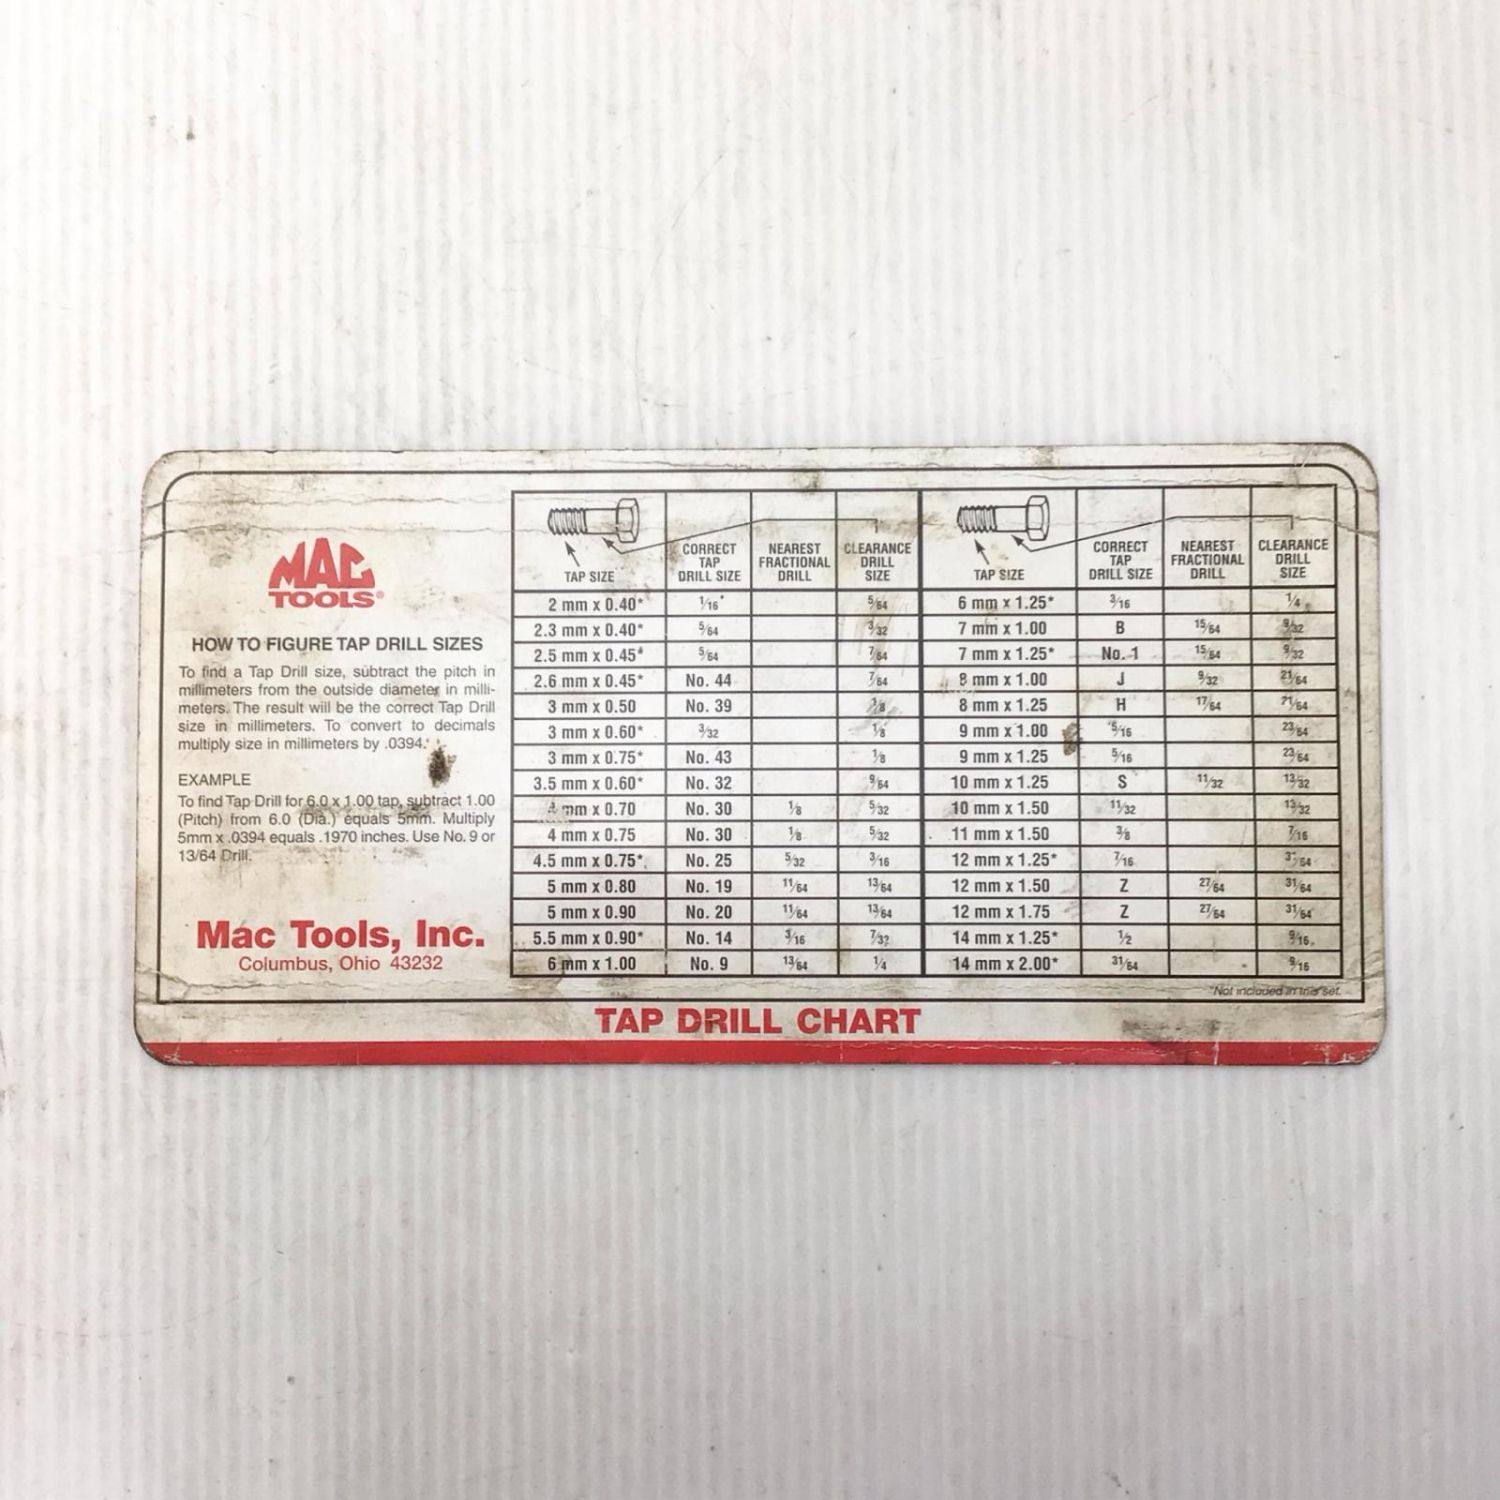 MAC
TOOLS®
HOW TO FIGURE TAP DRILL SIZES
To find a Tap Drill size, subtract the pitch in
millimeters from the outside diameter in milli-
meters. The result will be the correct Tap Drill
size in millimeters. To convert to decimals
multiply size in millimeters by .0394.
EXAMPLE
To find Tap Drill for 6.0 x 1.00 tap, subtract 1.00
(Pitch) from 6.0 (Dia.) equals 5mm. Multiply
5mm x .0394 equals .1970 inches. Use No. 9 or
13/64 Drill.
Mac Tools, Inc.
Columbus, Ohio 43232
TAP SIZE CORRECT TAP DRILL SIZE NEAREST FRACTIONAL DRILL CLEARANCE DRILL SIZE
2 mm x 0.40* 1/16 5/64
2.3 mm x 0.40* 5/64 3/32
2.5 mm x 0.45* 5/64 7/64
2.6 mm x 0.45* No. 44 7/64
3 mm x 0.50 No. 39 1/8
3 mm x 0.60* 3/32 1/8
3 mm x 0.75* No. 43 1/8
3.5 mm x 0.60* No. 32 9/64
4 mm x 0.70 No. 30 1/8 5/32
4 mm x 0.75 No. 30 1/8 5/32
4.5 mm x 0.75* No. 25 5/32 3/16
5 mm x 0.80 No. 19 11/64 13/64
5 mm x 0.90 No. 20 11/64 13/64
5.5 mm x 0.90* No. 14 3/16 7/32
6 mm x 1.00 No. 9 13/64 1/4
TAP SIZE CORRECT TAP DRILL SIZE NEAREST FRACTIONAL DRILL CLEARANCE DRILL SIZE
6 mm x 1.25* 3/16 1/4
7 mm x 1.00 B 15/64 9/32
7 mm x 1.25* No. 1 15/64 9/32
8 mm x 1.00 J 9/32 21/64
8 mm x 1.25 H 17/64 21/64
9 mm x 1.00 5/16 23/64
9 mm x 1.25 5/16 23/64
10 mm x 1.25 S 11/32 13/32
10 mm x 1.50 11/32 13/32
11 mm x 1.50 3/8 7/16
12 mm x 1.25* 7/16 31/64
12 mm x 1.50 Z 27/64 31/64
12 mm x 1.75 Z 27/64 31/64
14 mm x 1.25* 1/2 9/16
14 mm x 2.00* 31/64 9/16
*Not included in this set.
TAP DRILL CHART